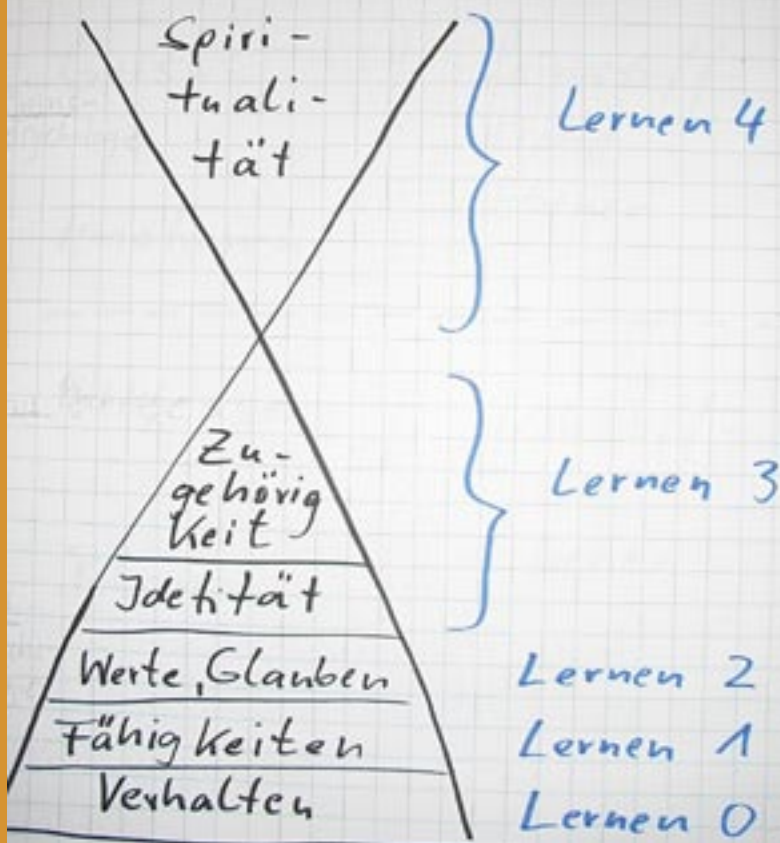 Spiri-
tuali-
tät
Lernen 4
Zu-
gehörig
keit
Lernen 3
Idetität
Werte, Glauben
Lernen 2
Fähigkeiten
Lernen 1
Verhalten
Lernen 0